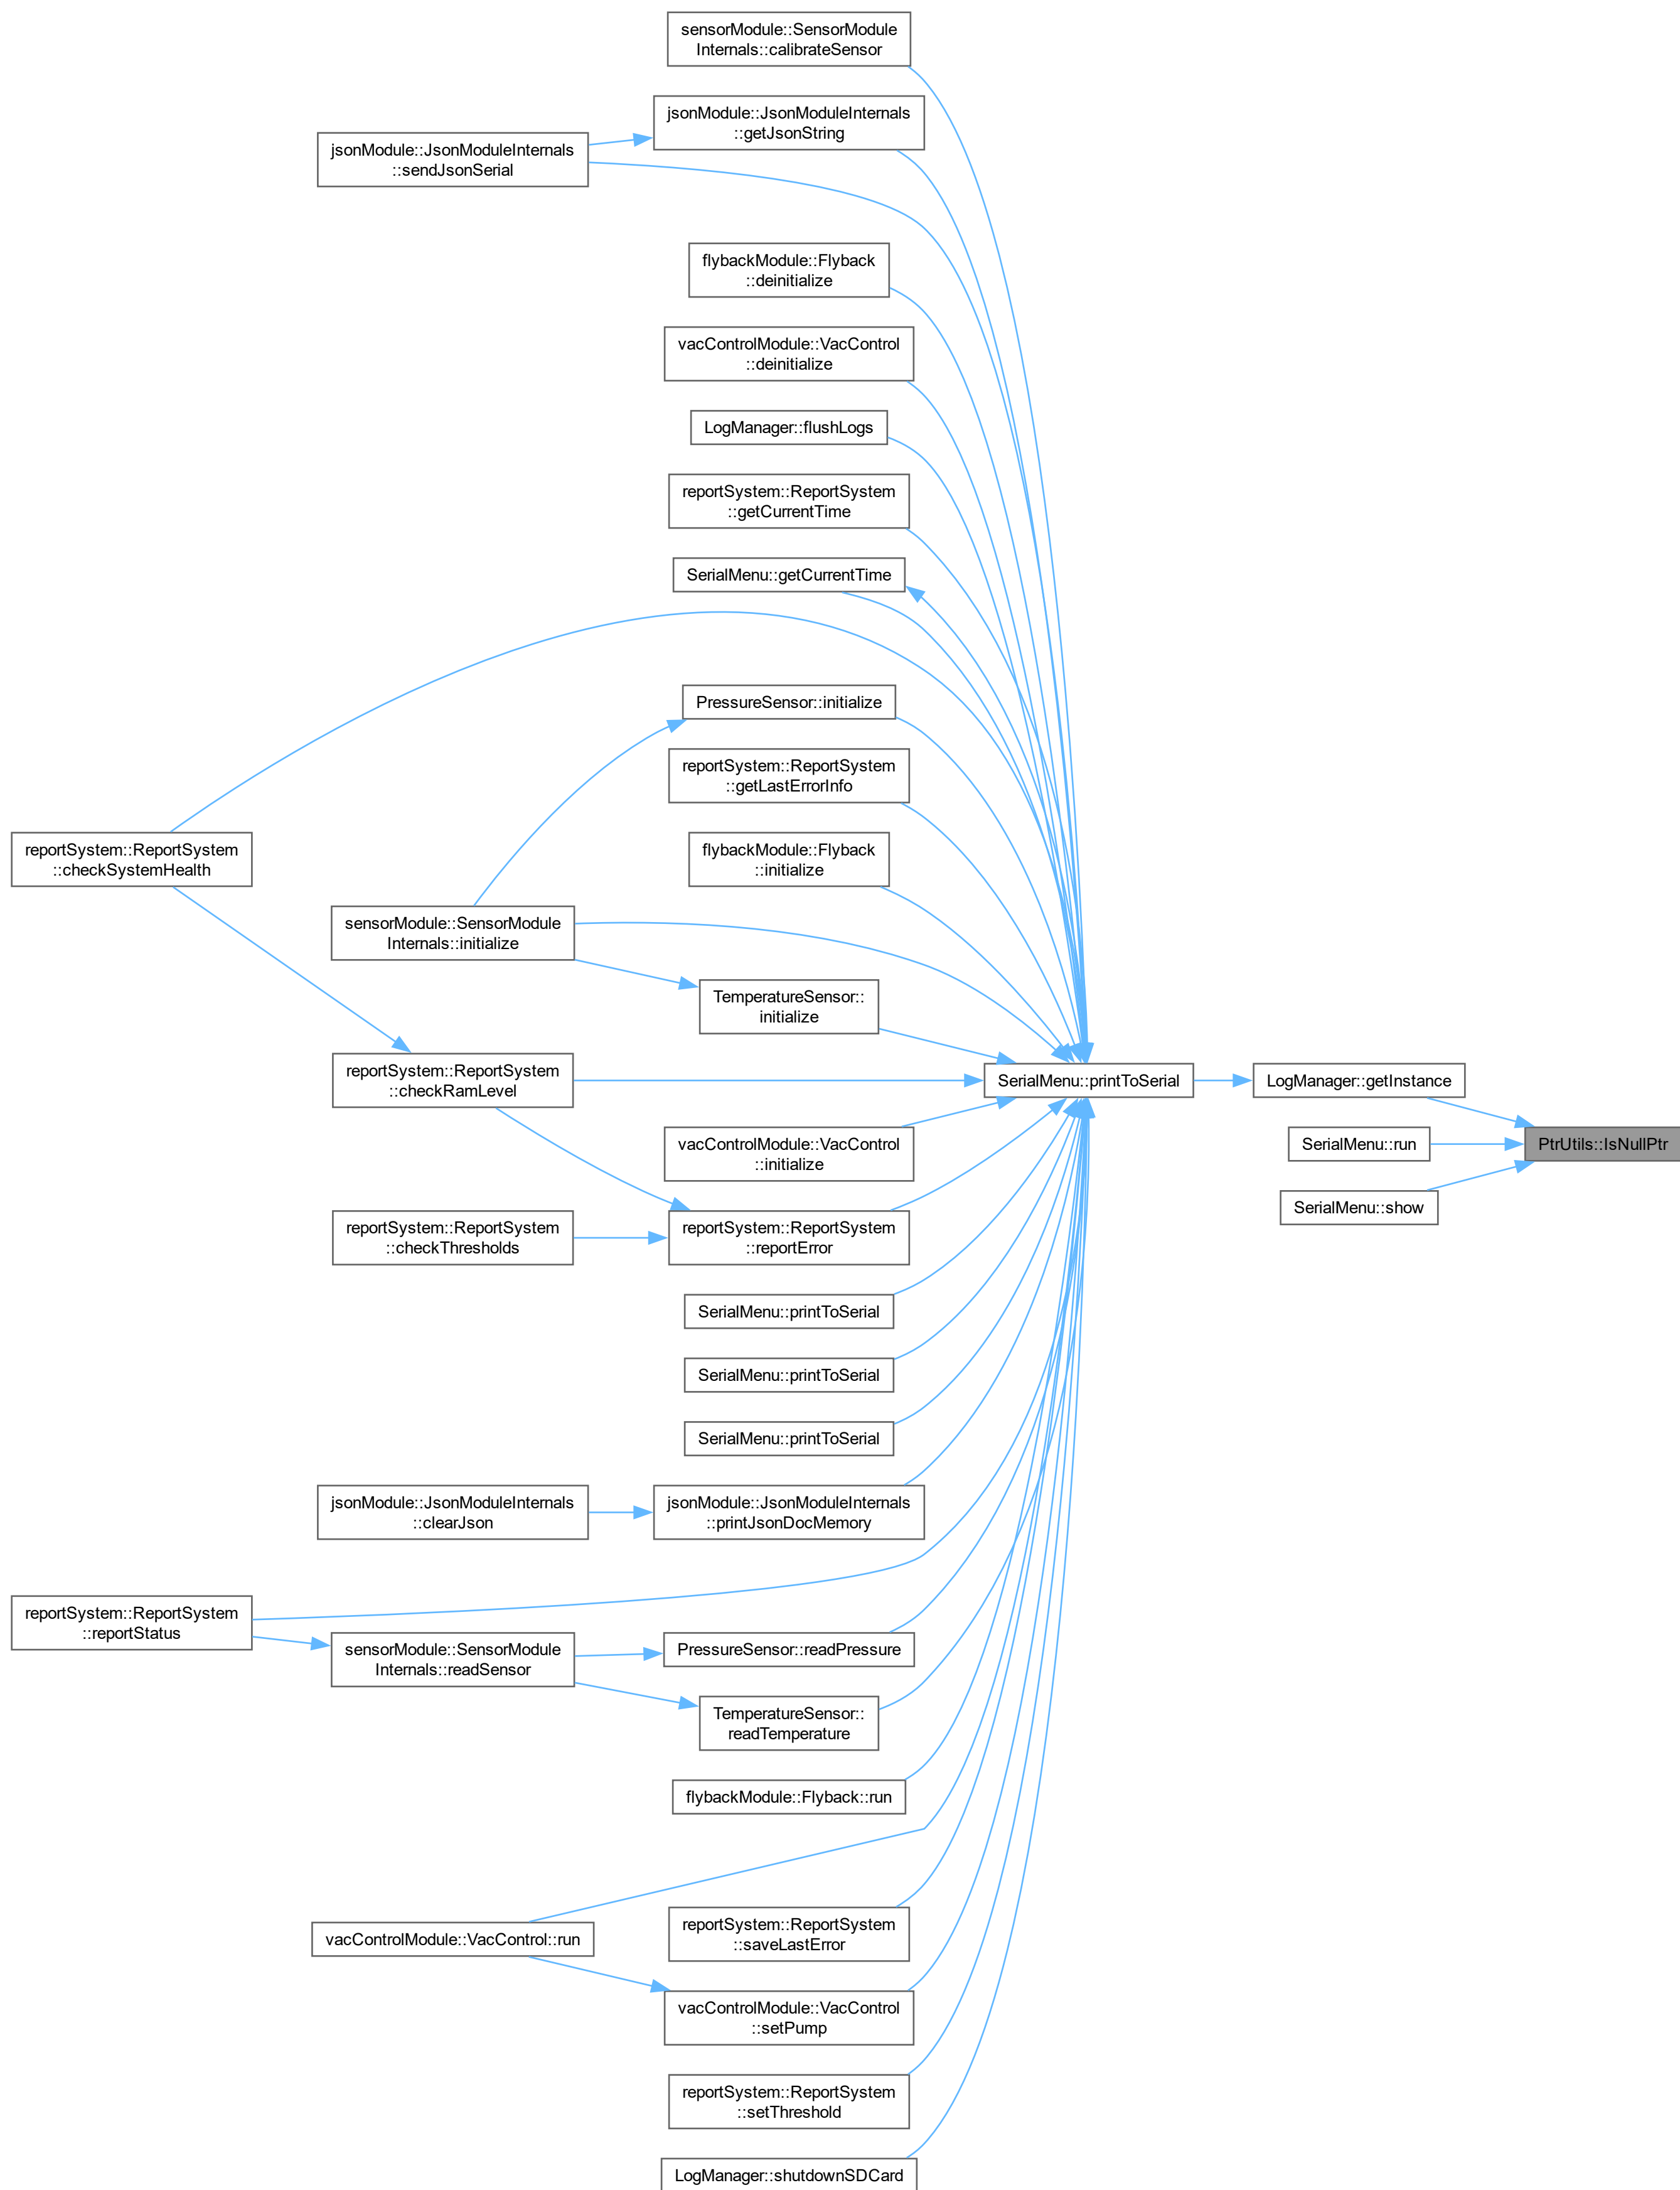 sensorModule::SensorModule
Internals::calibrateSensor
jsonModule::JsonModuleInternals
::getJsonString
jsonModule::JsonModuleInternals
::sendJsonSerial
flybackModule::Flyback
::deinitialize
vacControlModule::VacControl
::deinitialize
LogManager::flushLogs
reportSystem::ReportSystem
::getCurrentTime
SerialMenu::getCurrentTime
PressureSensor::initialize
reportSystem::ReportSystem
::getLastErrorInfo
reportSystem::ReportSystem
::checkSystemHealth
flybackModule::Flyback
::initialize
sensorModule::SensorModule
Internals::initialize
TemperatureSensor::
initialize
reportSystem::ReportSystem
::checkRamLevel
SerialMenu::printToSerial
LogManager::getInstance
PtrUtils::IsNullPtr
SerialMenu::run
SerialMenu::show
vacControlModule::VacControl
::initialize
reportSystem::ReportSystem
::checkThresholds
reportSystem::ReportSystem
::reportError
SerialMenu::printToSerial
SerialMenu::printToSerial
SerialMenu::printToSerial
jsonModule::JsonModuleInternals
::clearJson
jsonModule::JsonModuleInternals
::printJsonDocMemory
reportSystem::ReportSystem
::reportStatus
sensorModule::SensorModule
Internals::readSensor
PressureSensor::readPressure
TemperatureSensor::
readTemperature
flybackModule::Flyback::run
vacControlModule::VacControl::run
reportSystem::ReportSystem
::saveLastError
vacControlModule::VacControl
::setPump
reportSystem::ReportSystem
::setThreshold
LogManager::shutdownSDCard